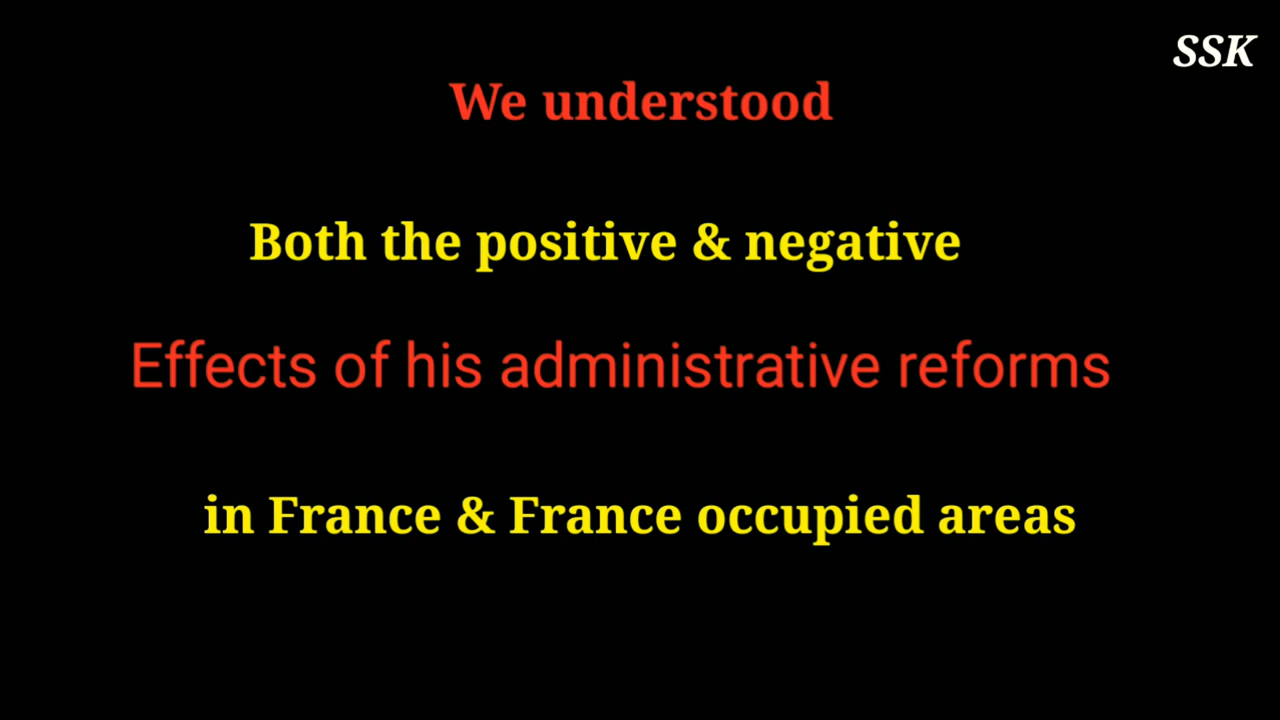 SSK
We understood
Both the positive & negative
Effects of his administrative reforms
in France & France occupied areas